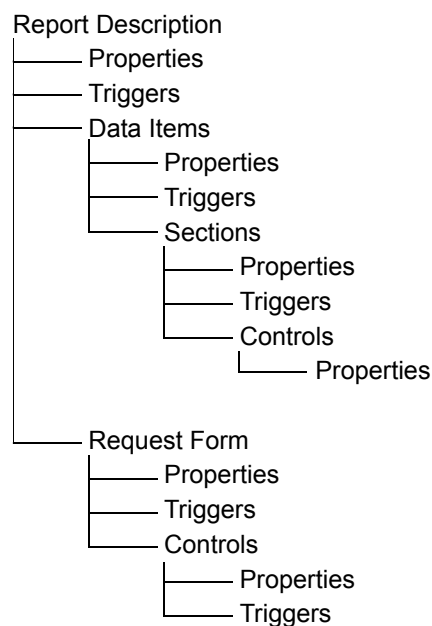 Report Description
Properties
Triggers
Data Items
Properties
Triggers
Sections
Properties
Triggers
Controls
Properties
Request Form
Properties
Triggers
Controls
Properties
Triggers